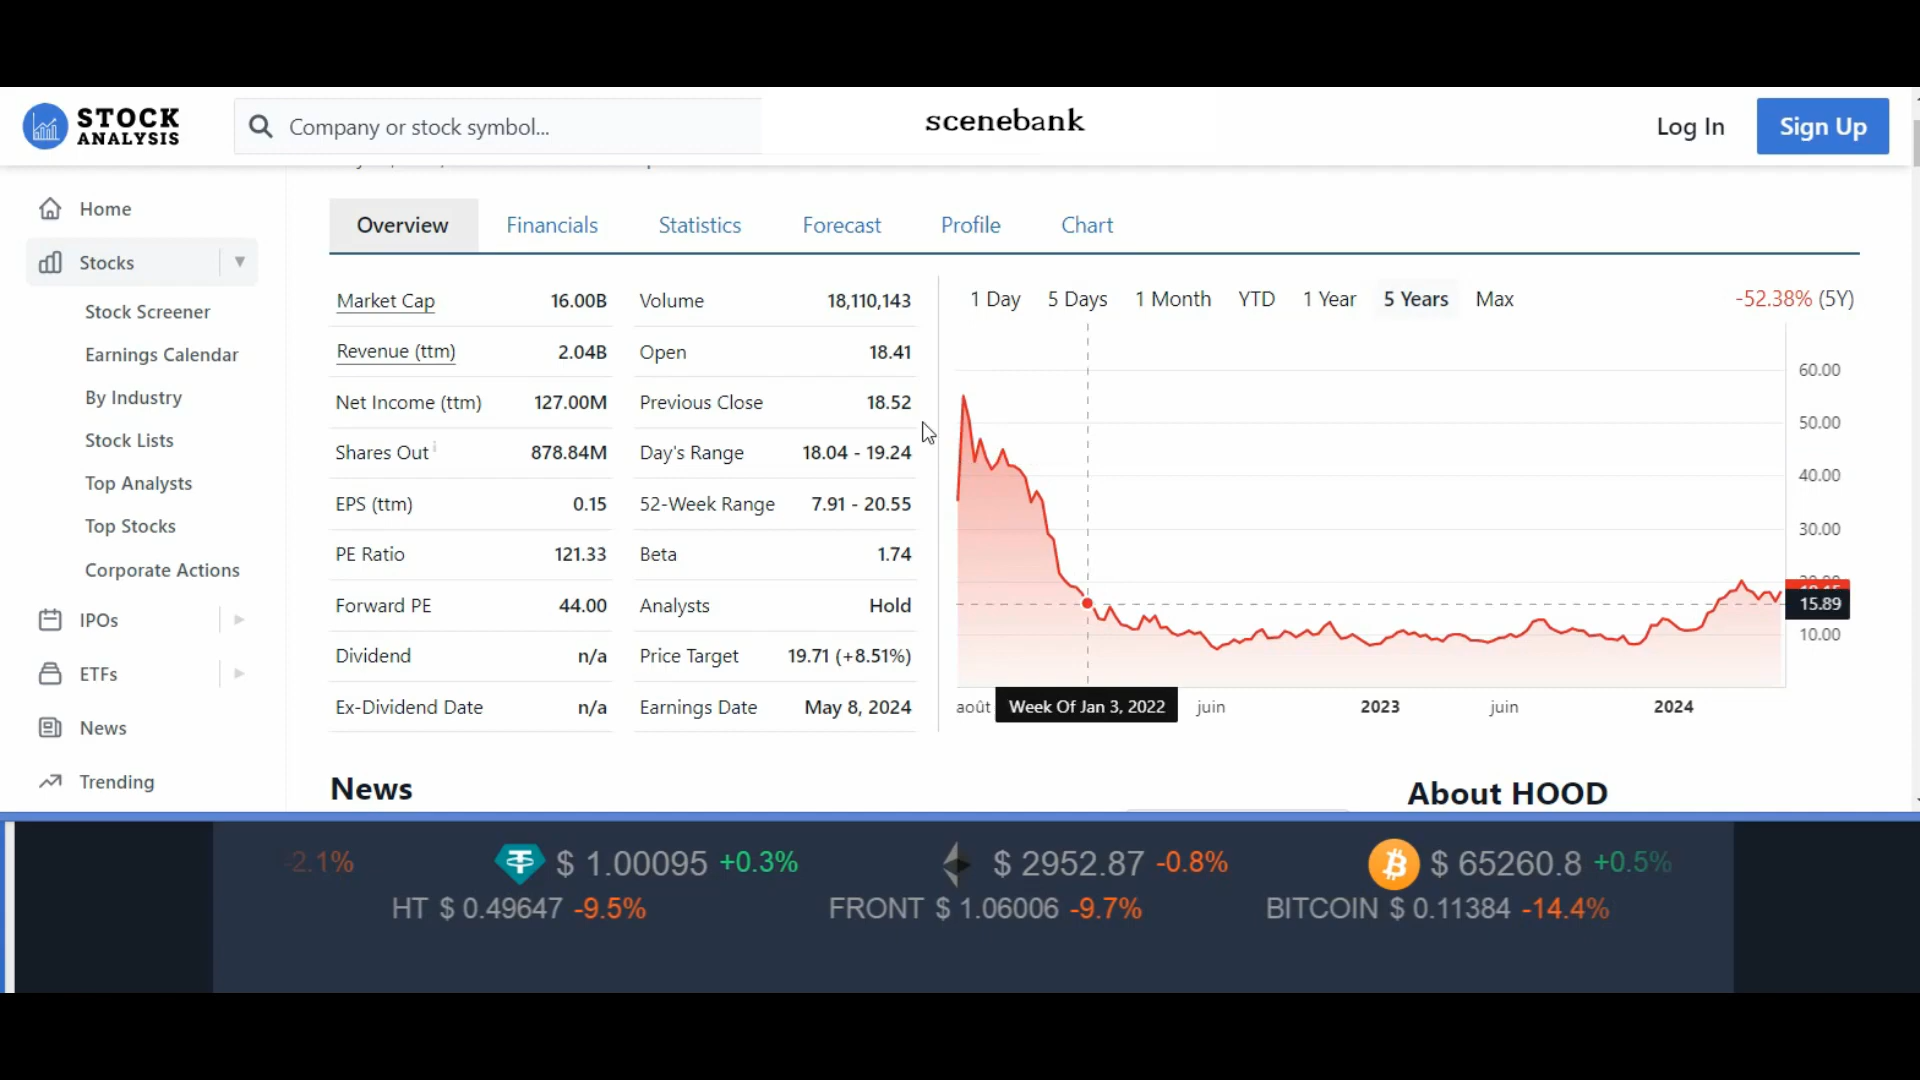 STOCK
ANALYSIS
Company or stock symbol...
scenebank
Log In
Sign Up
Home
Stocks
Stock Screener
Earnings Calendar
By Industry
Stock Lists
Top Analysts
Top Stocks
Corporate Actions
IPOs
ETFs
News
Trending
Overview Financials Statistics Forecast Profile Chart
Market Cap 16.00B
Revenue (ttm) 2.04B
Net Income (ttm) 127.00M
Shares Out i 878.84M
EPS (ttm) 0.15
PE Ratio 121.33
Forward PE 44.00
Dividend n/a
Ex-Dividend Date n/a
Volume 18,110,143
Open 18.41
Previous Close 18.52
Day's Range 18.04 - 19.24
52-Week Range 7.91 - 20.55
Beta 1.74
Analysts Hold
Price Target 19.71 (+8.51%)
Earnings Date May 8, 2024
1 Day 5 Days 1 Month YTD 1 Year 5 Years Max -52.38% (5Y)
60.00
50.00
40.00
30.00
15.89
10.00
août Week Of Jan 3, 2022 juin 2023 juin 2024
News
About HOOD
-2.1% $ 1.00095 +0.3% $ 2952.87 -0.8% $ 65260.8 +0.5%
HT $ 0.49647 -9.5% FRONT $ 1.06006 -9.7% BITCOIN $ 0.11384 -14.4%